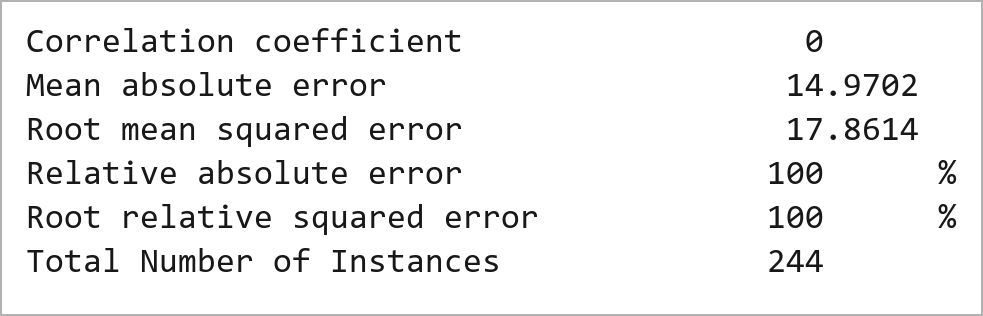 Correlation coefficient 0
Mean absolute error 14.9702
Root mean squared error 17.8614
Relative absolute error 100 %
Root relative squared error 100 %
Total Number of Instances 244